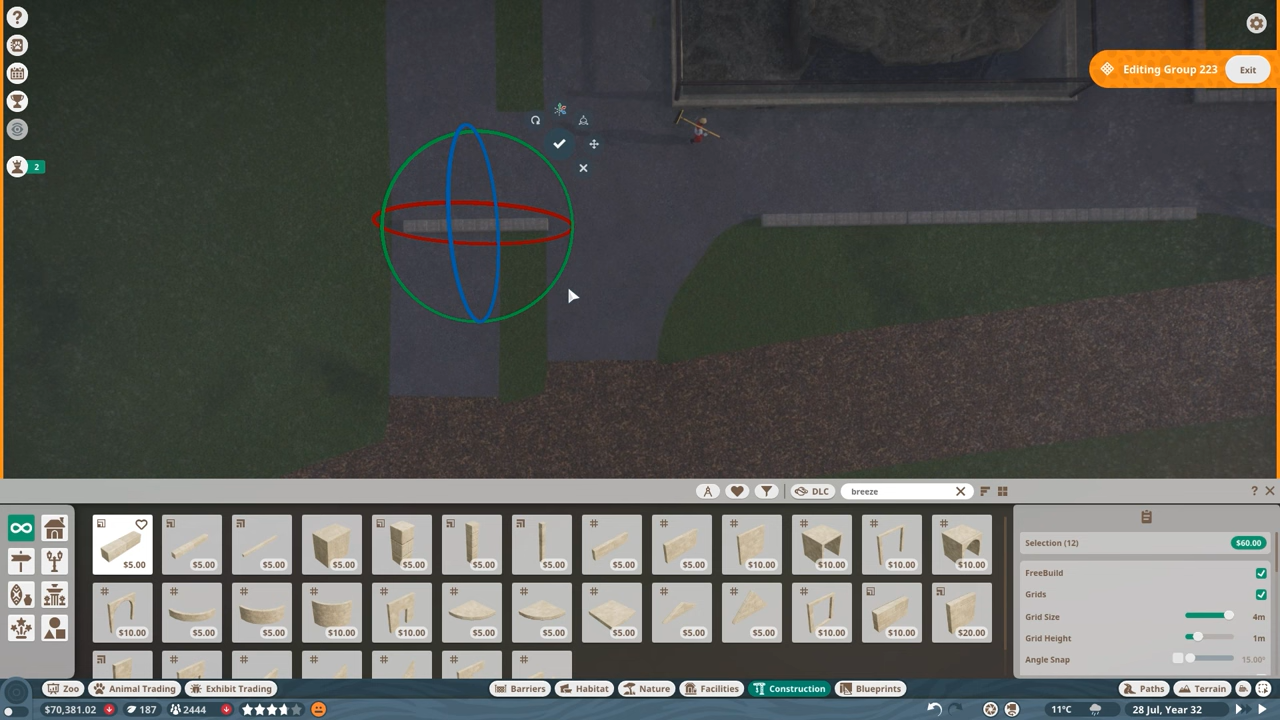 ?
Editing Group 223 Exit
2
DLC breeze
? 
$5.00 $5.00 $5.00 $5.00 $5.00 $5.00 $5.00 $5.00 $5.00 $10.00 $10.00 $10.00 $10.00
$10.00 $5.00 $5.00 $10.00 $10.00 $5.00 $5.00 $5.00 $5.00 $5.00 $10.00 $10.00 $20.00
Selection (12) $60.00
FreeBuild
Grids
Grid Size 4m
Grid Height 1m
Angle Snap 15.00°
Zoo Animal Trading Exhibit Trading Barriers Habitat Nature Facilities Construction Blueprints Paths Terrain
$70,381.02 187 2444 11°C 28 Jul, Year 32